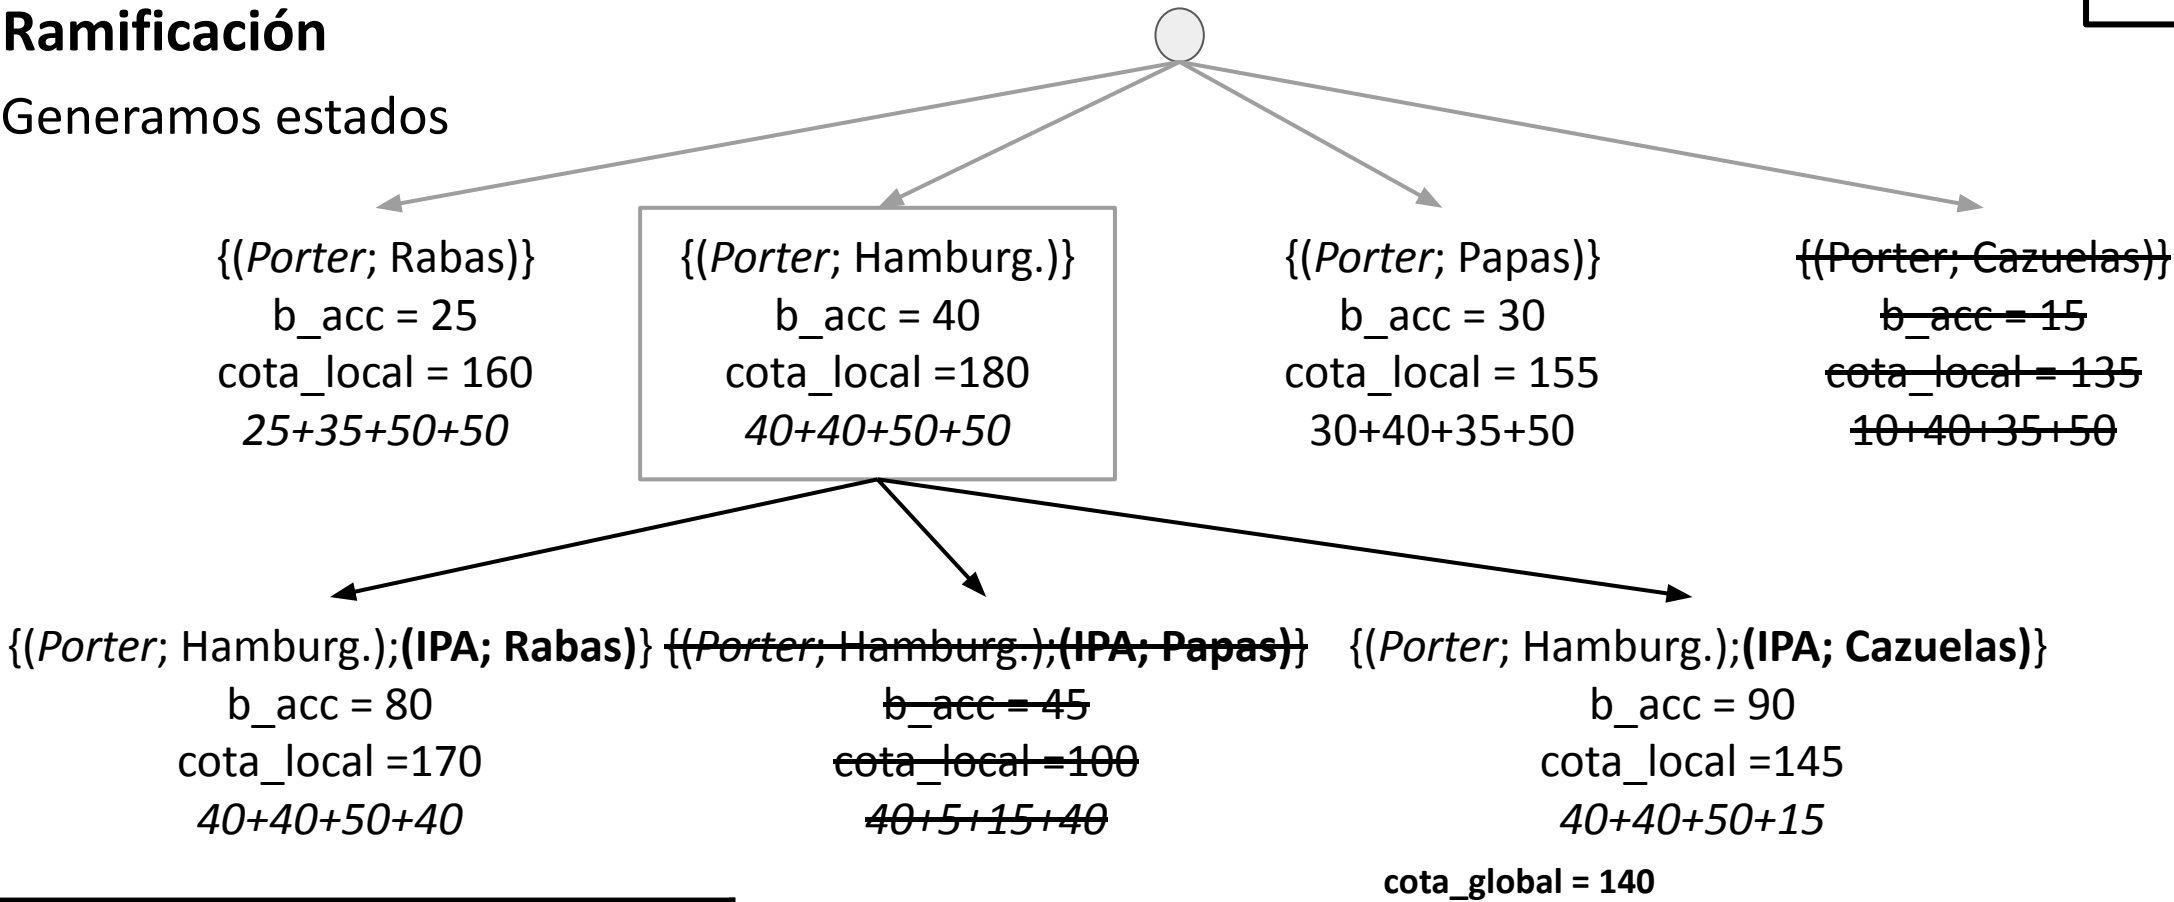 Ramificación
Generamos estados
{(Porter; Rabas)}
b_acc = 25
cota_local = 160
25+35+50+50
{(Porter; Hamburg.)}
b_acc = 40
cota_local =180
40+40+50+50
{(Porter; Papas)}
b_acc = 30
cota_local = 155
30+40+35+50
{(Porter; Cazuelas)}
b_acc = 15
cota_local = 135
10+40+35+50
{(Porter; Hamburg.);(IPA; Rabas)}
b_acc = 80
cota_local =170
40+40+50+40
{(Porter; Hamburg.);(IPA; Papas)}
b_acc = 45
cota_local =100
40+5+15+40
{(Porter; Hamburg.);(IPA; Cazuelas)}
b_acc = 90
cota_local =145
40+40+50+15
cota_global = 140